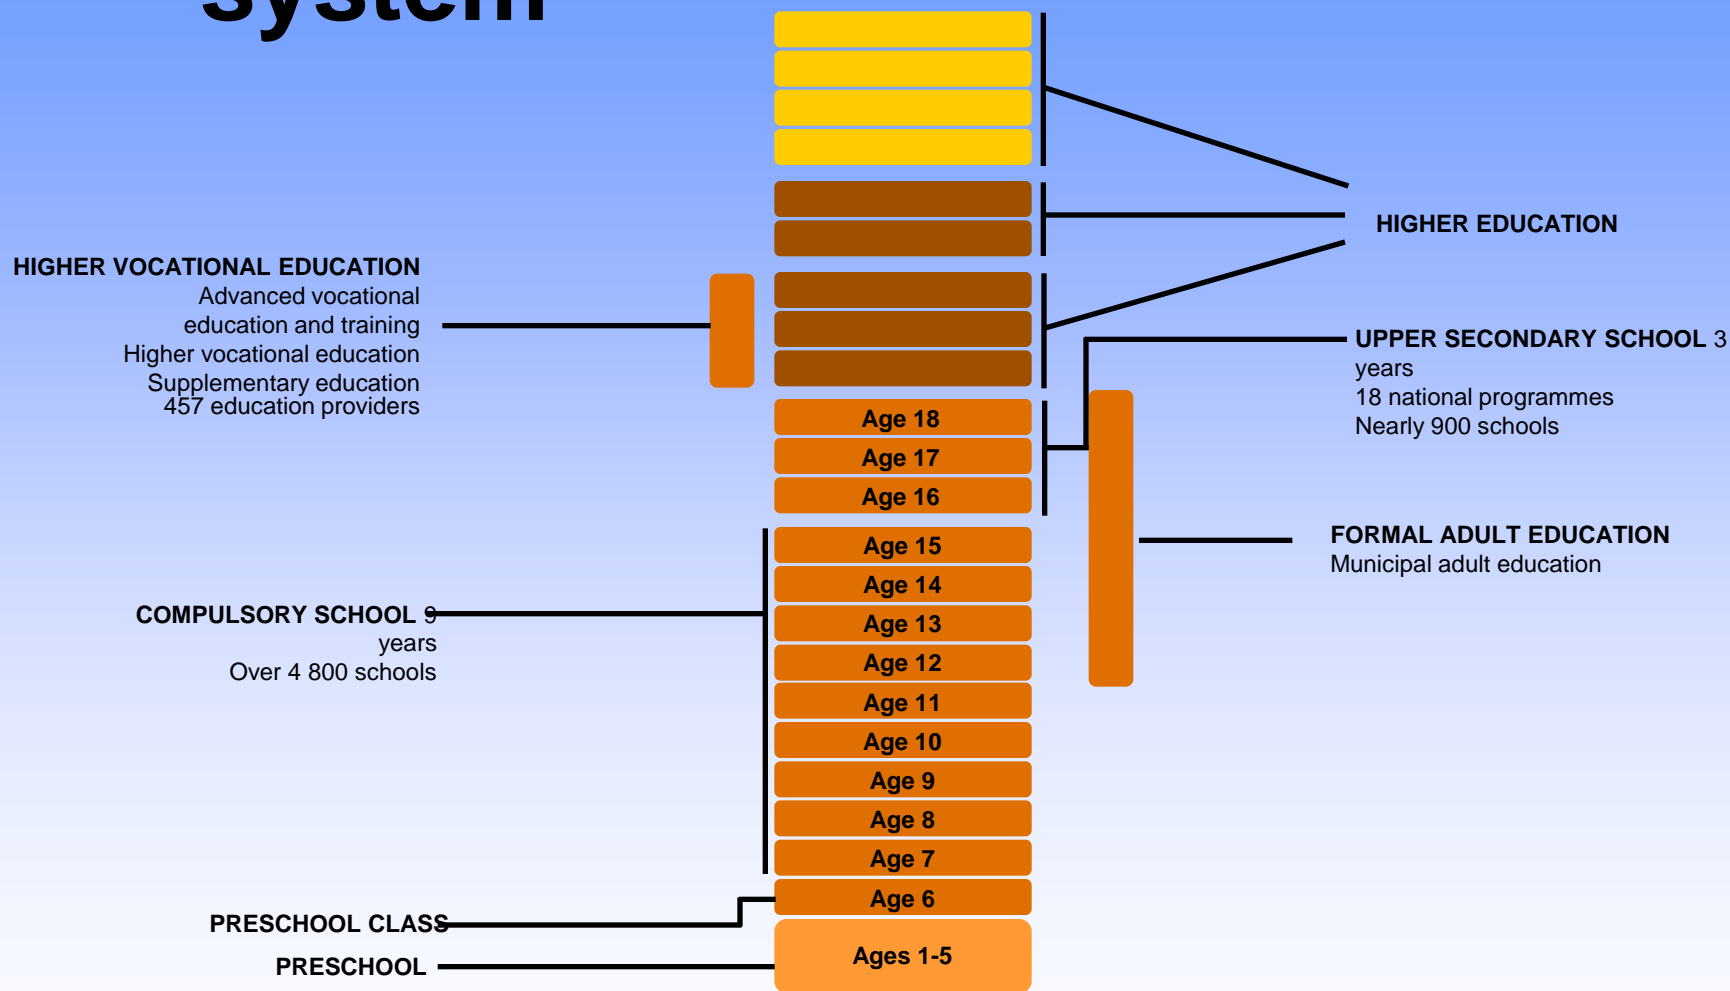 system
HIGHER EDUCATION
HIGHER VOCATIONAL EDUCATION
Advanced vocational
education and training
Higher vocational education
Supplementary education
457 education providers
UPPER SECONDARY SCHOOL 3
years
18 national programmes
Nearly 900 schools
Age 18
Age 17
Age 16
FORMAL ADULT EDUCATION
Municipal adult education
Age 15
Age 14
Age 13
Age 12
Age 11
Age 10
Age 9
Age 8
Age 7
COMPULSORY SCHOOL 9
years
Over 4 800 schools
Age 6
PRESCHOOL CLASS
Ages 1-5
PRESCHOOL